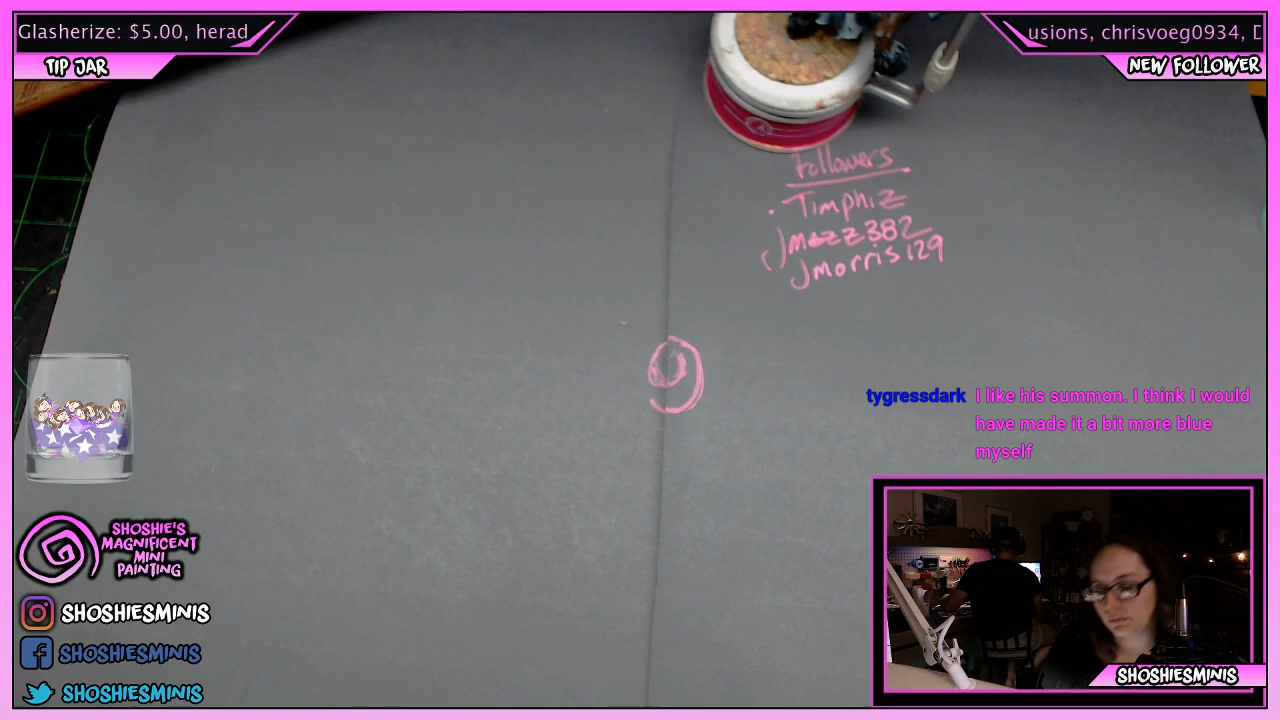 Glasherize: $5.00, herad
usions, chrisvoeg0934, D
TIP JAR
NEW FOLLOWER
Followers
Timphiz
jmezz382
Jmorris129
9
tygressdark I like his summon. I think I would
have made it a bit more blue
myself
SHOSHIE'S
MAGNIFICENT
MINI
PAINTING
SHOSHIESMINIS
SHOSHIESMINIS
SHOSHIESMINIS
SHOSHIESMINIS